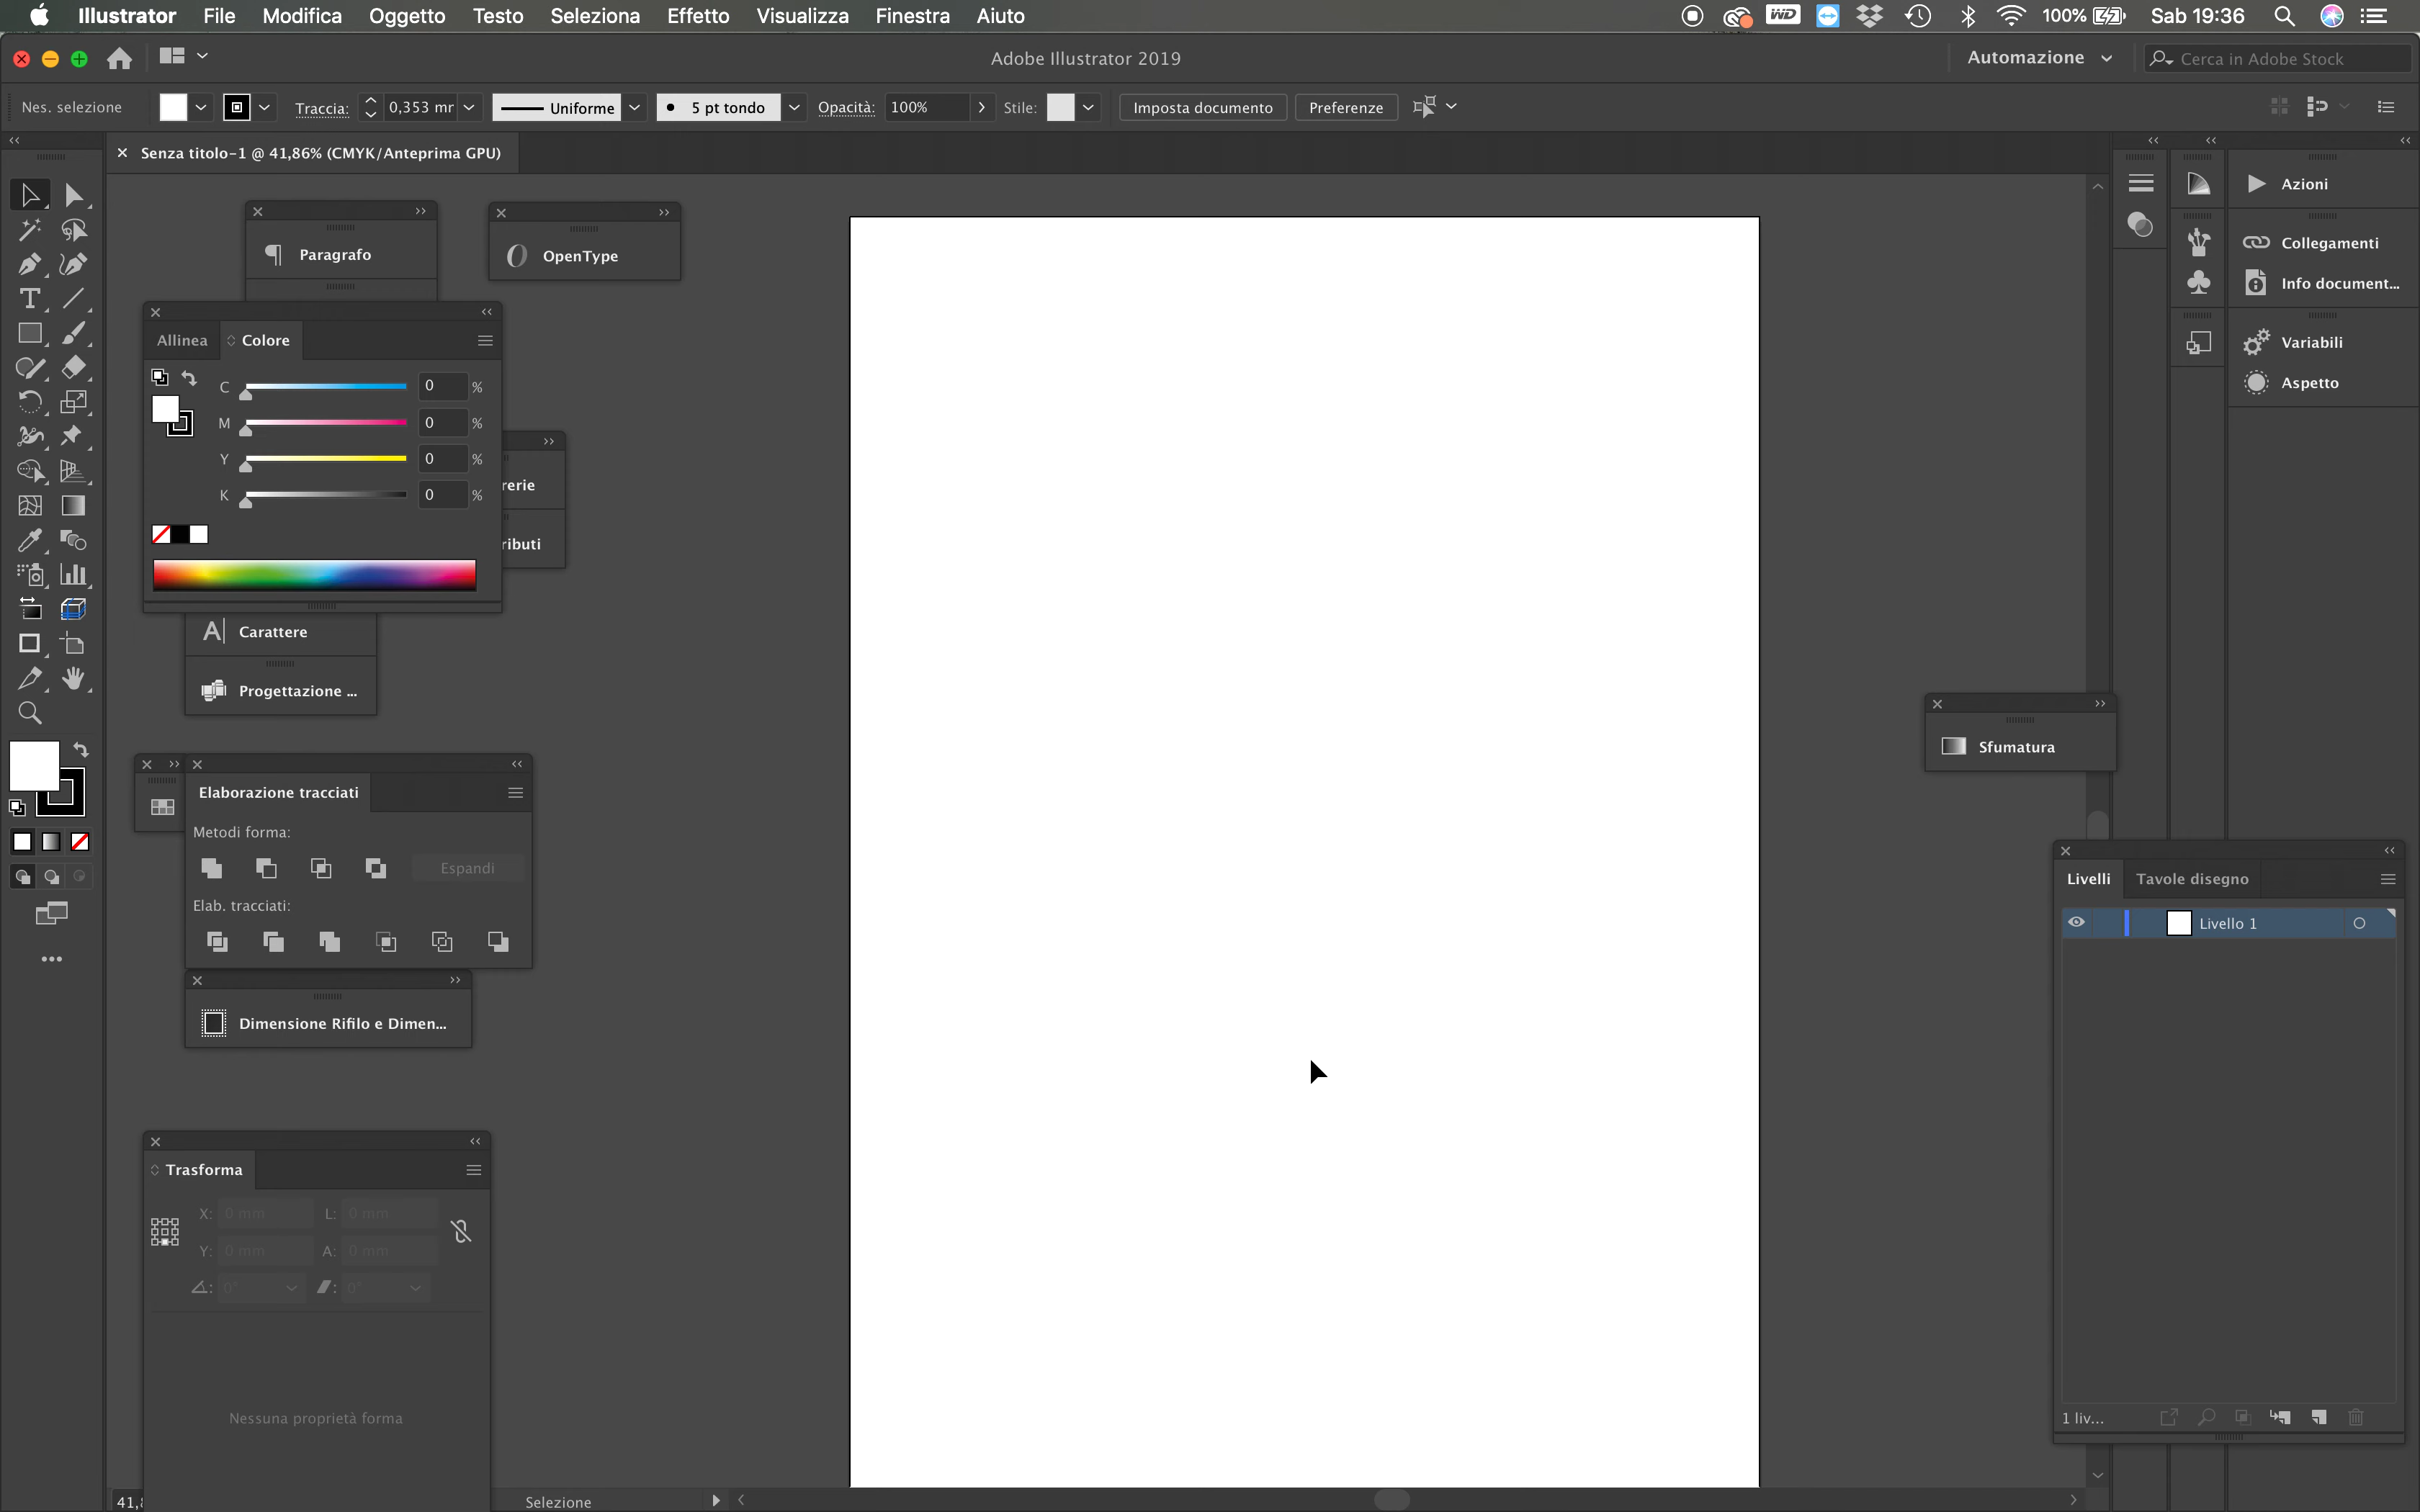 Illustrator File Modifica Oggetto Testo Seleziona Effetto Visualizza Finestra Aiuto WD 100% Sab 19:36
Adobe Illustrator 2019 Automazione Cerca in Adobe Stock
Nes. selezione Traccia: 0,353 mr Uniforme 5 pt tondo Opacità: 100% Stile: Imposta documento Preferenze
Senza titolo-1 @ 41,86% (CMYK/Anteprima GPU)
Azioni
Collegamenti
Info document...
Variabili
Aspetto
Paragrafo
OpenType
Allinea Colore
C 0 %
M 0 %
Y 0 %
K 0 %
rerie
ributi
Carattere
Progettazione ...
Elaborazione tracciati
Metodi forma:
Espandi
Elab. tracciati:
Dimensione Rifilo e Dimen...
Sfumatura
Livelli Tavole disegno
Livello 1
1 liv...
Trasforma
X: 0 mm L: 0 mm
Y: 0 mm A: 0 mm
0° 0°
Nessuna proprietà forma
41,8
Selezione